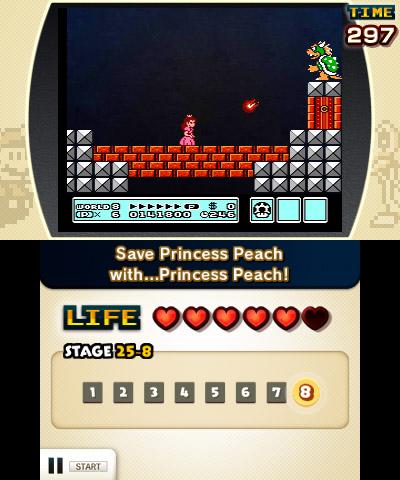 TIME
297
WORLD 8 ▶▶▶▶▶▶ P $ 0
(P)× 6 0141800 ◷246
Save Princess Peach
with...Princess Peach!
LIFE
STAGE 25-8
1 2 3 4 5 6 7 8
START